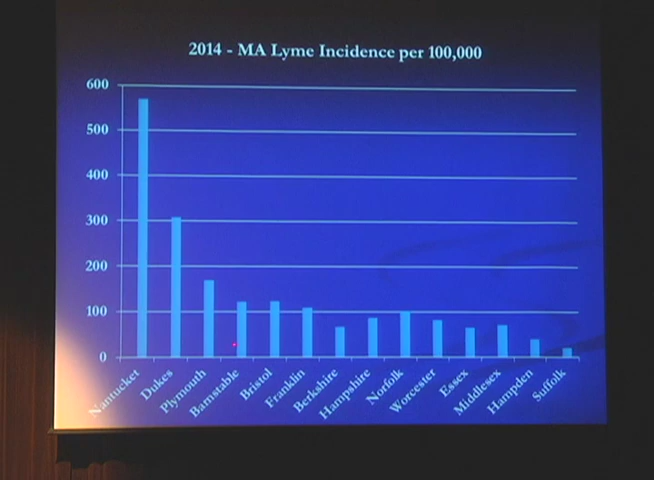 2014 - MA Lyme Incidence per 100,000
600
500
400
300
200
100
0
Nantucket
Dukes
Plymouth
Barnstable
Bristol
Franklin
Berkshire
Hampshire
Norfolk
Worcester
Essex
Middlesex
Hampden
Suffolk